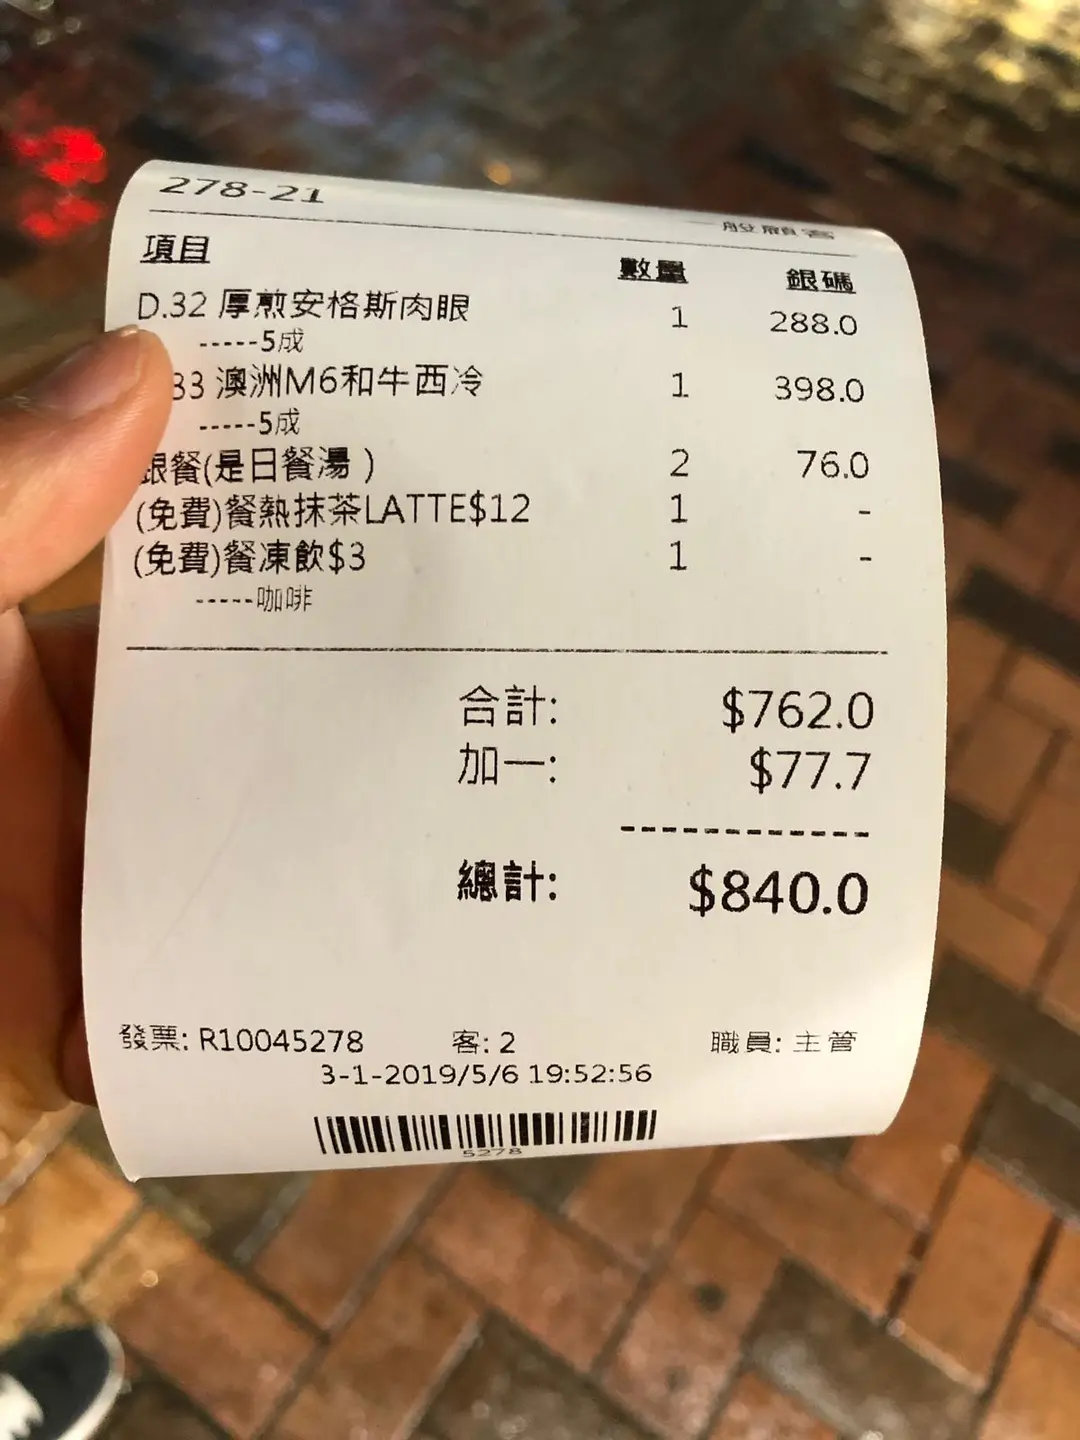 278-21
一般顧客
項目 數量 銀碼
D.32 厚煎安格斯肉眼 1 288.0
-----5成
33 澳洲M6和牛西冷 1 398.0
-----5成
銀餐(是日餐湯) 2 76.0
(免費)餐熱抹茶LATTE$12 1 -
(免費)餐凍飲$3 1 -
-----咖啡
合計: $762.0
加一: $77.7
------------
總計: $840.0
發票: R10045278 客: 2 職員: 主管
3-1-2019/5/6 19:52:56
5278